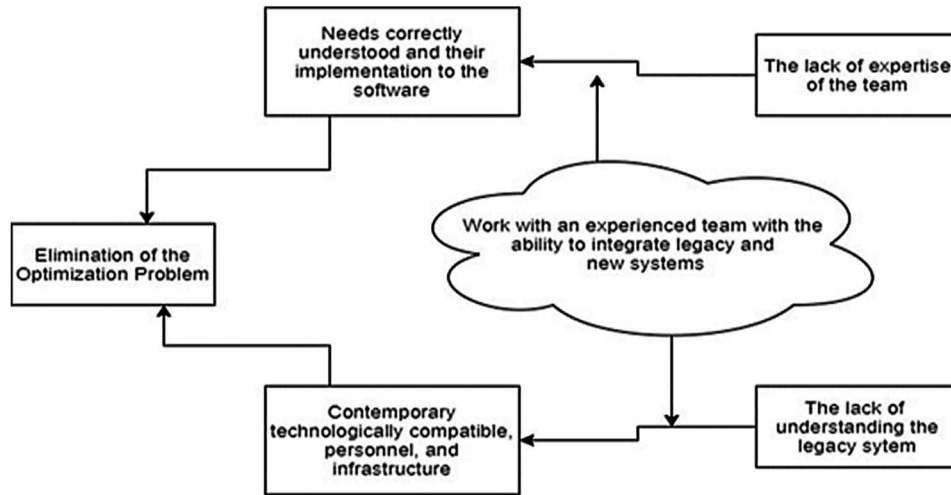 Needs correctly
understood and their
implementation to the
software
The lack of expertise
of the team
Work with an experienced team with the
ability to integrate legacy and
new systems
Elimination of the
Optimization Problem
Contemporary
technologically compatible,
personnel, and
infrastructure
The lack of
understanding the
legacy sytem